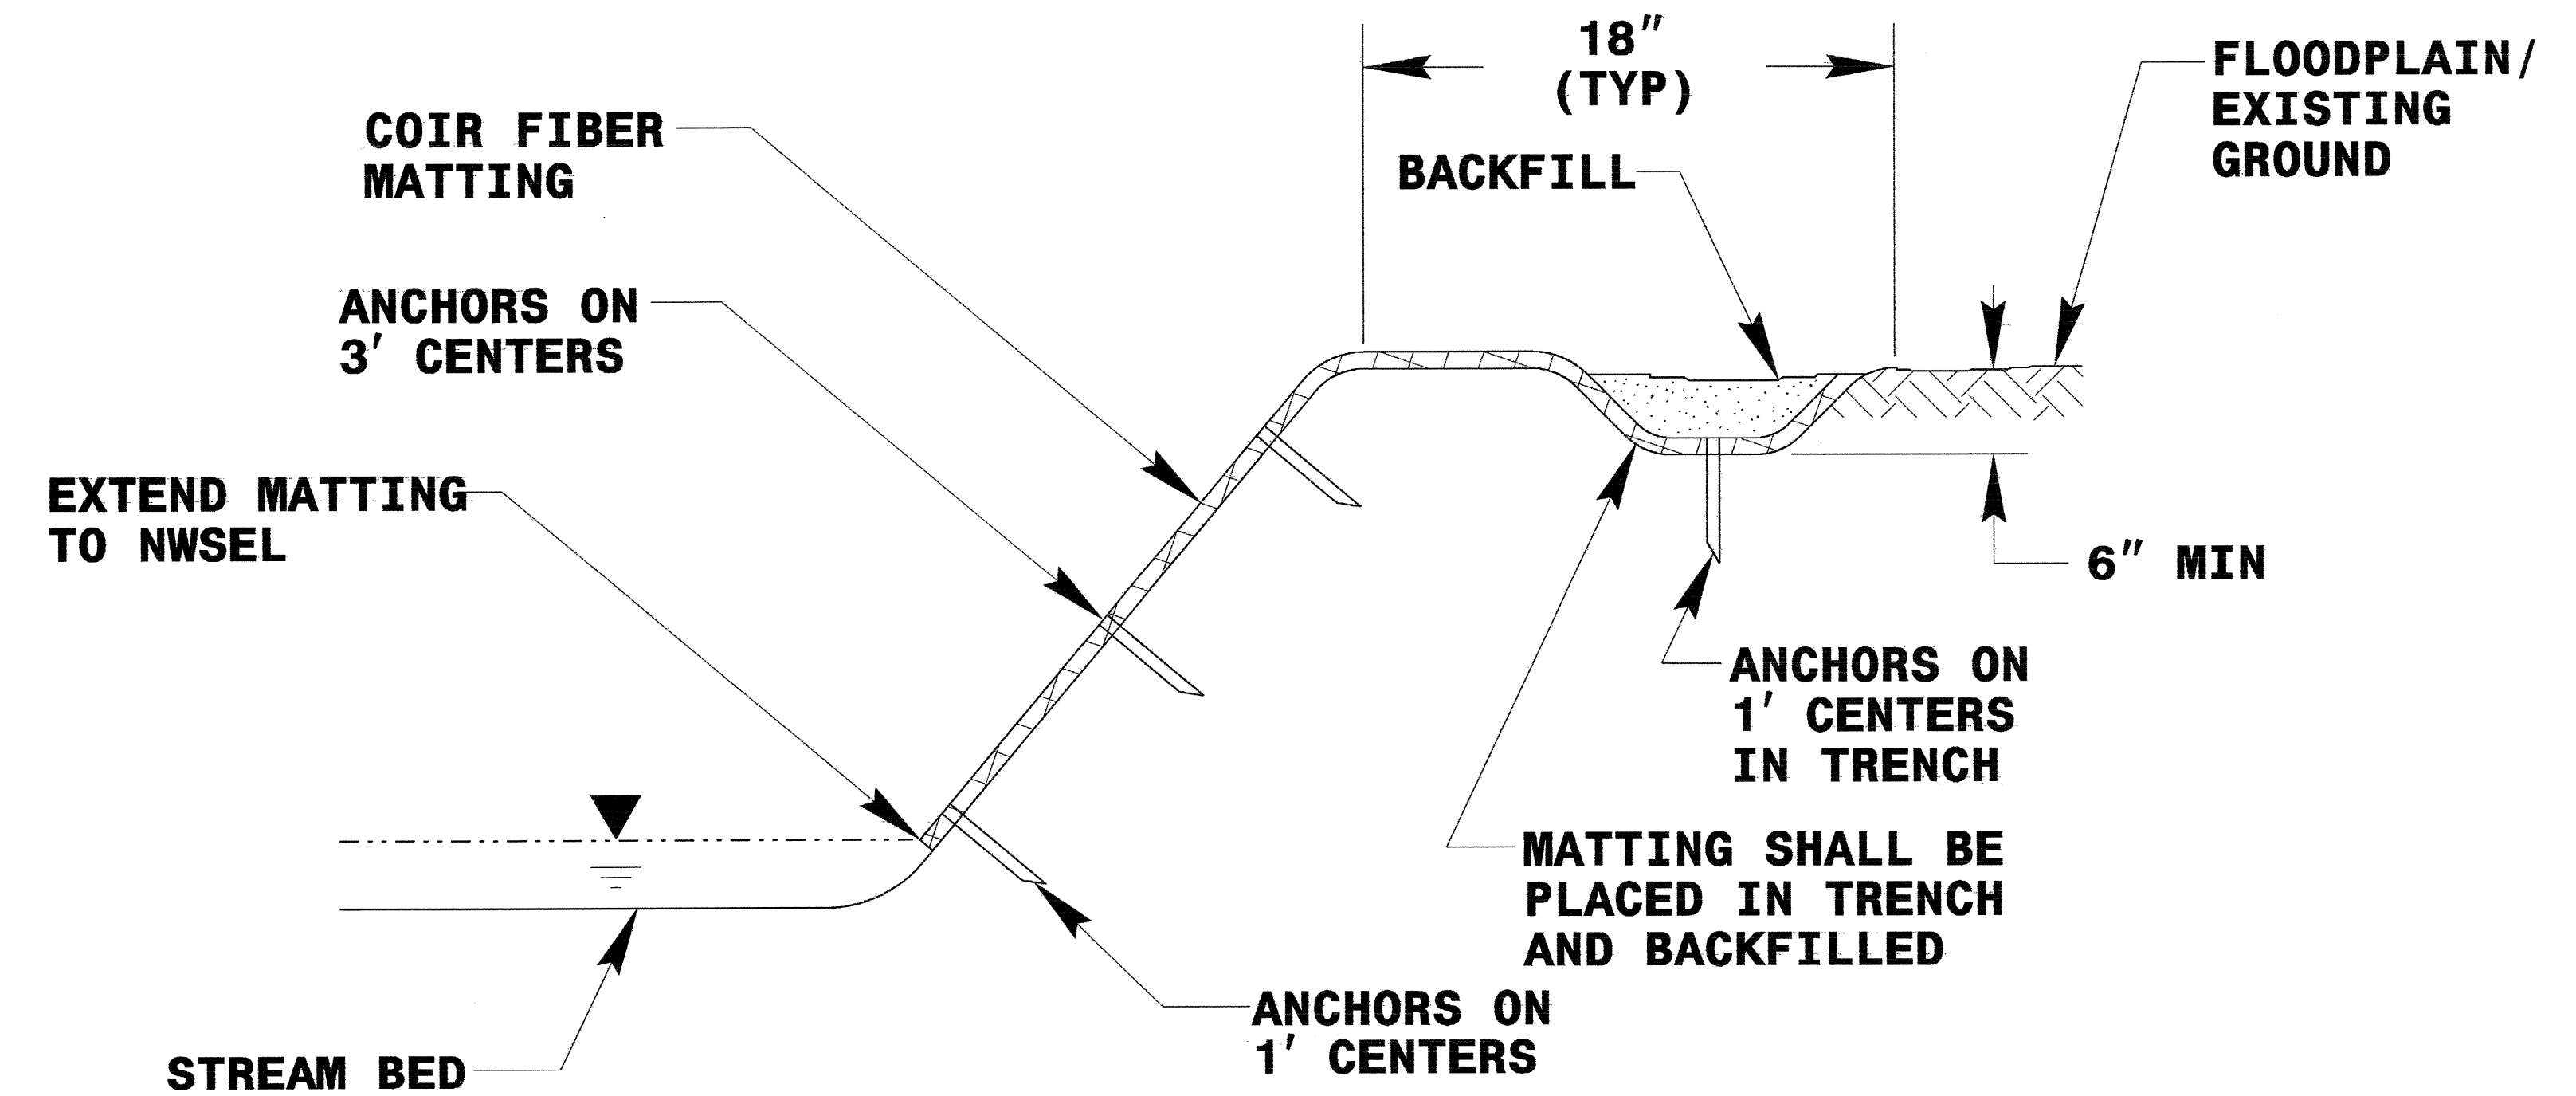 18"
(TYP)
FLOODPLAIN/
EXISTING
GROUND
COIR FIBER
MATTING
BACKFILL
ANCHORS ON
3' CENTERS
EXTEND MATTING
TO NWSEL
6" MIN
ANCHORS ON
1' CENTERS
IN TRENCH
MATTING SHALL BE
PLACED IN TRENCH
AND BACKFILLED
ANCHORS ON
1' CENTERS
STREAM BED